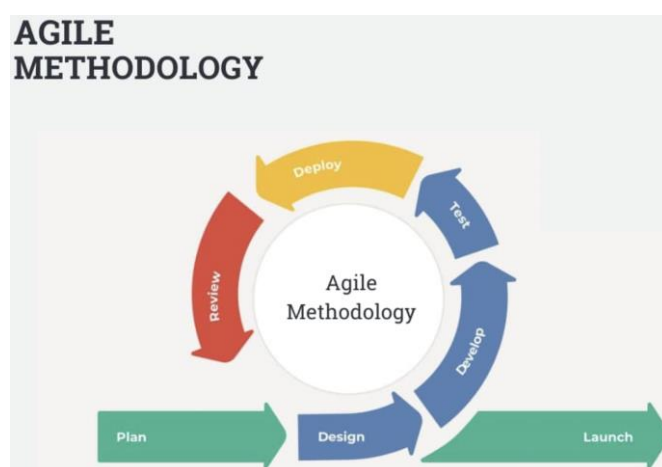 AGILE
METHODOLOGY
Deploy
Test
Review
Agile
Methodology
Develop
Plan
Design
Launch